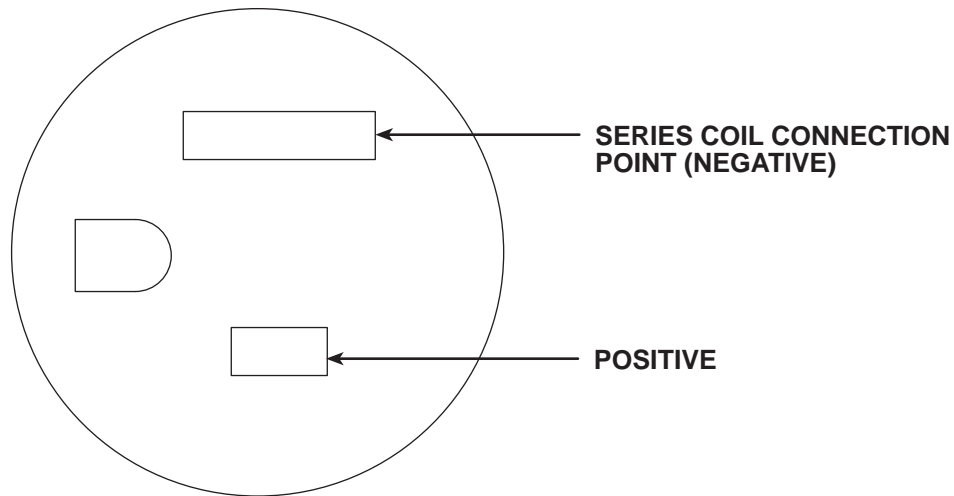 SERIES COIL CONNECTION
POINT (NEGATIVE)
POSITIVE